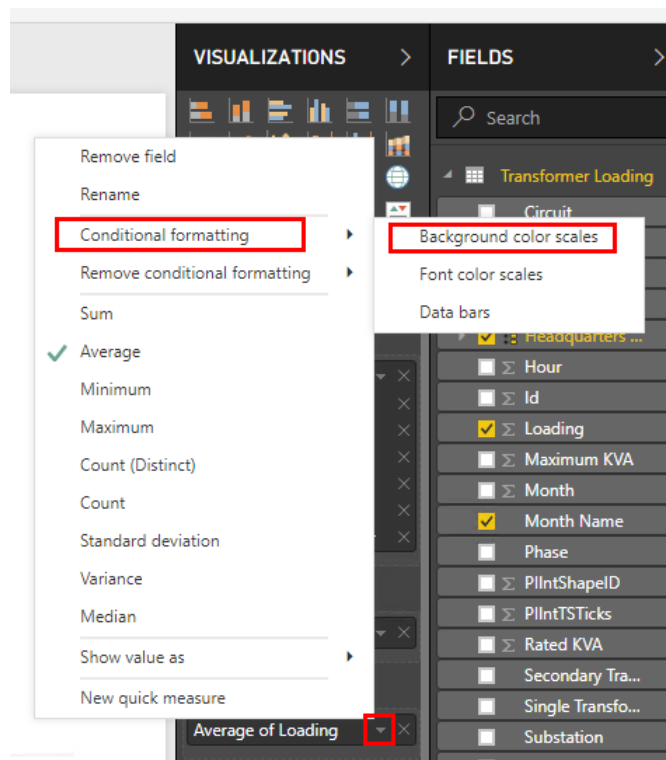 VISUALIZATIONS
FIELDS
Search
Transformer Loading
Circuit
Remove field
Rename
Conditional formatting
Remove conditional formatting
Sum
Average
Minimum
Maximum
Count (Distinct)
Count
Standard deviation
Variance
Median
Show value as
New quick measure
Background color scales
Font color scales
Data bars
Headquarters ...
Σ Hour
Σ Id
Σ Loading
Σ Maximum KVA
Σ Month
Month Name
Phase
Σ PIIntShapeID
Σ PIIntTSTicks
Σ Rated KVA
Secondary Tra...
Single Transfo...
Substation
Average of Loading